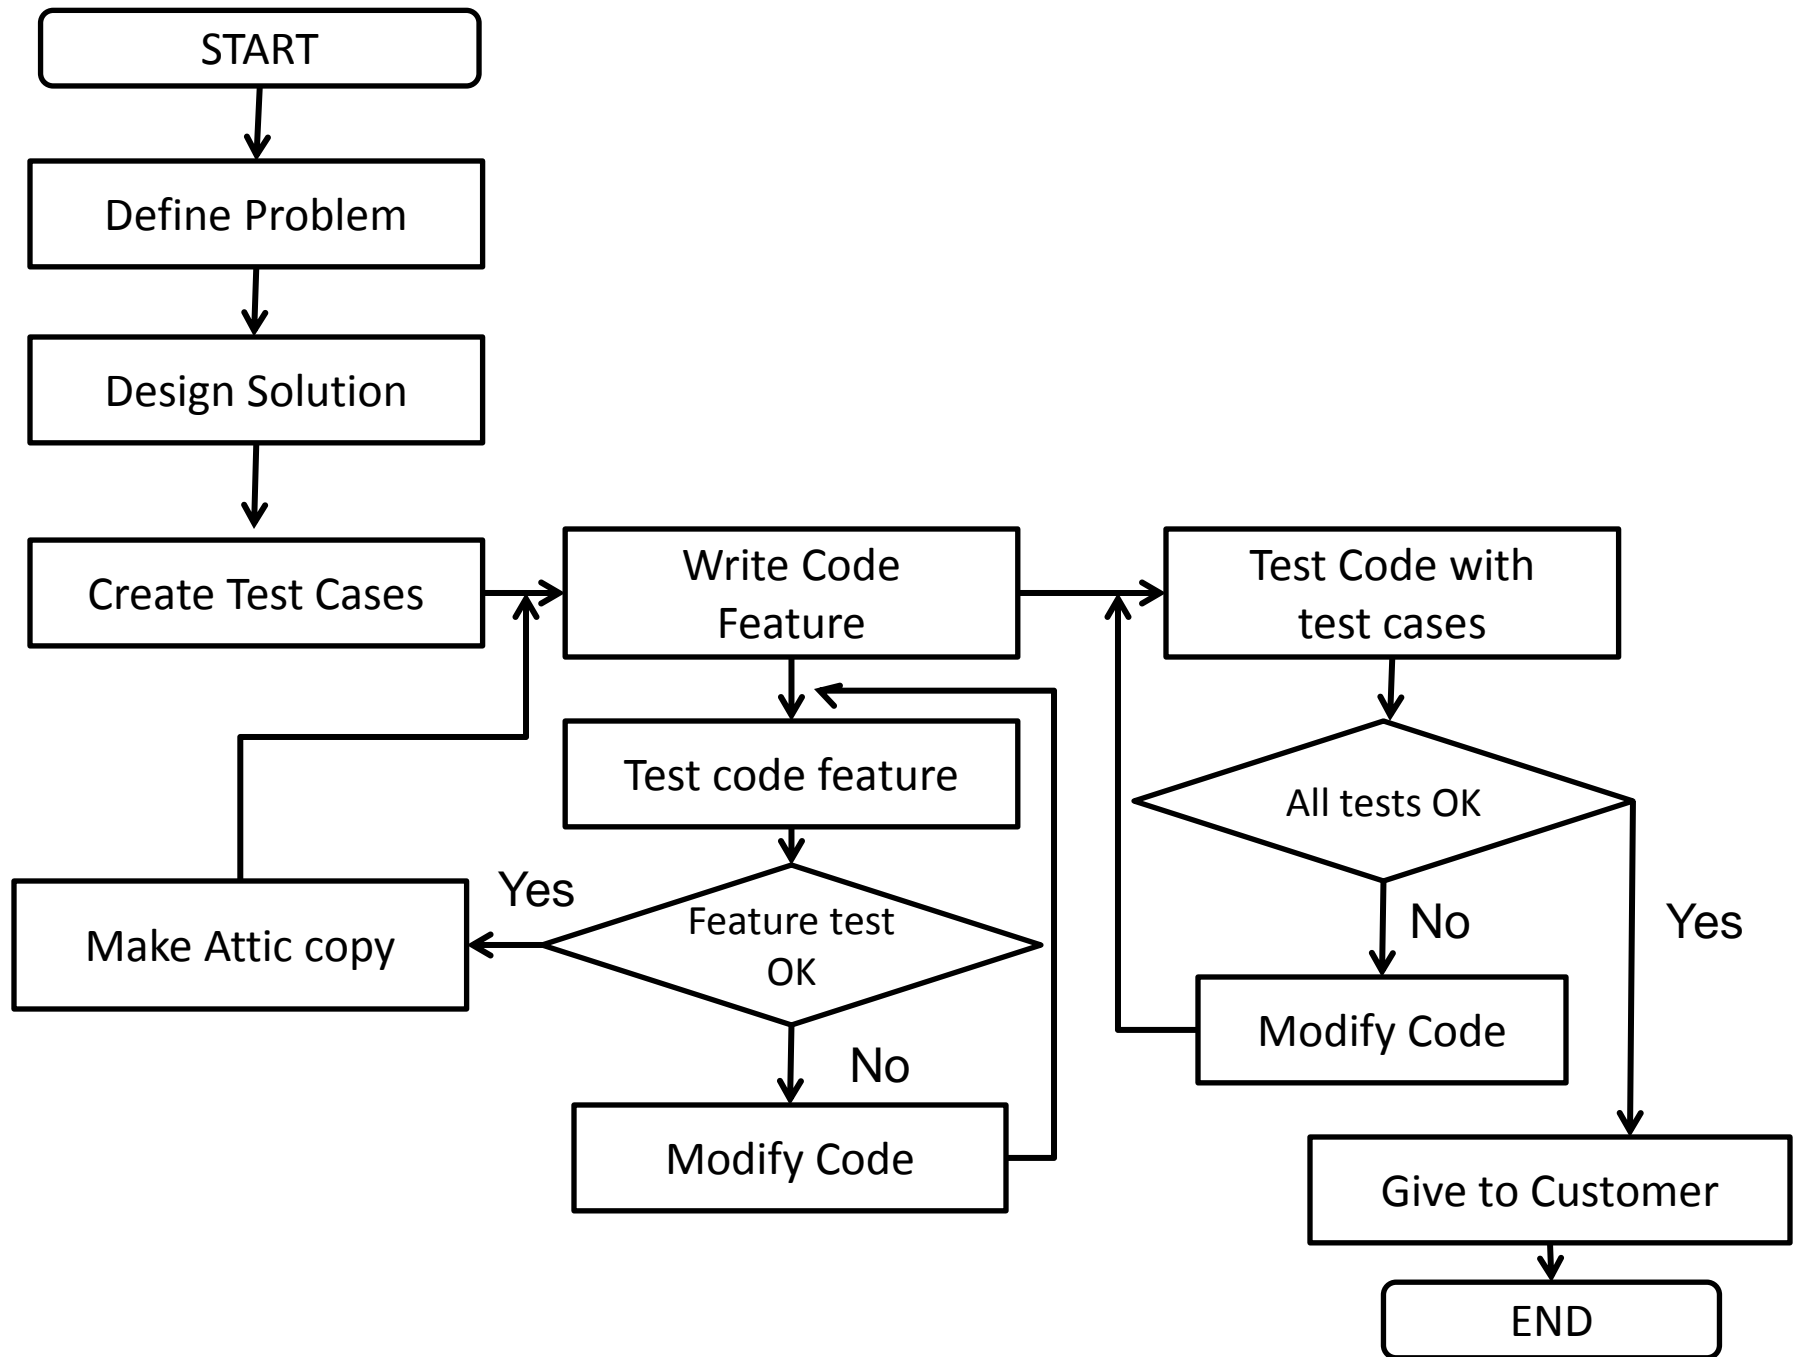 START
Define Problem
Design Solution
Create Test Cases
Write Code
Feature
Test Code with
test cases
Test code feature
All tests OK
Yes
Feature test
OK
Make Attic copy
No
Yes
No
Modify Code
Modify Code
Give to Customer
END